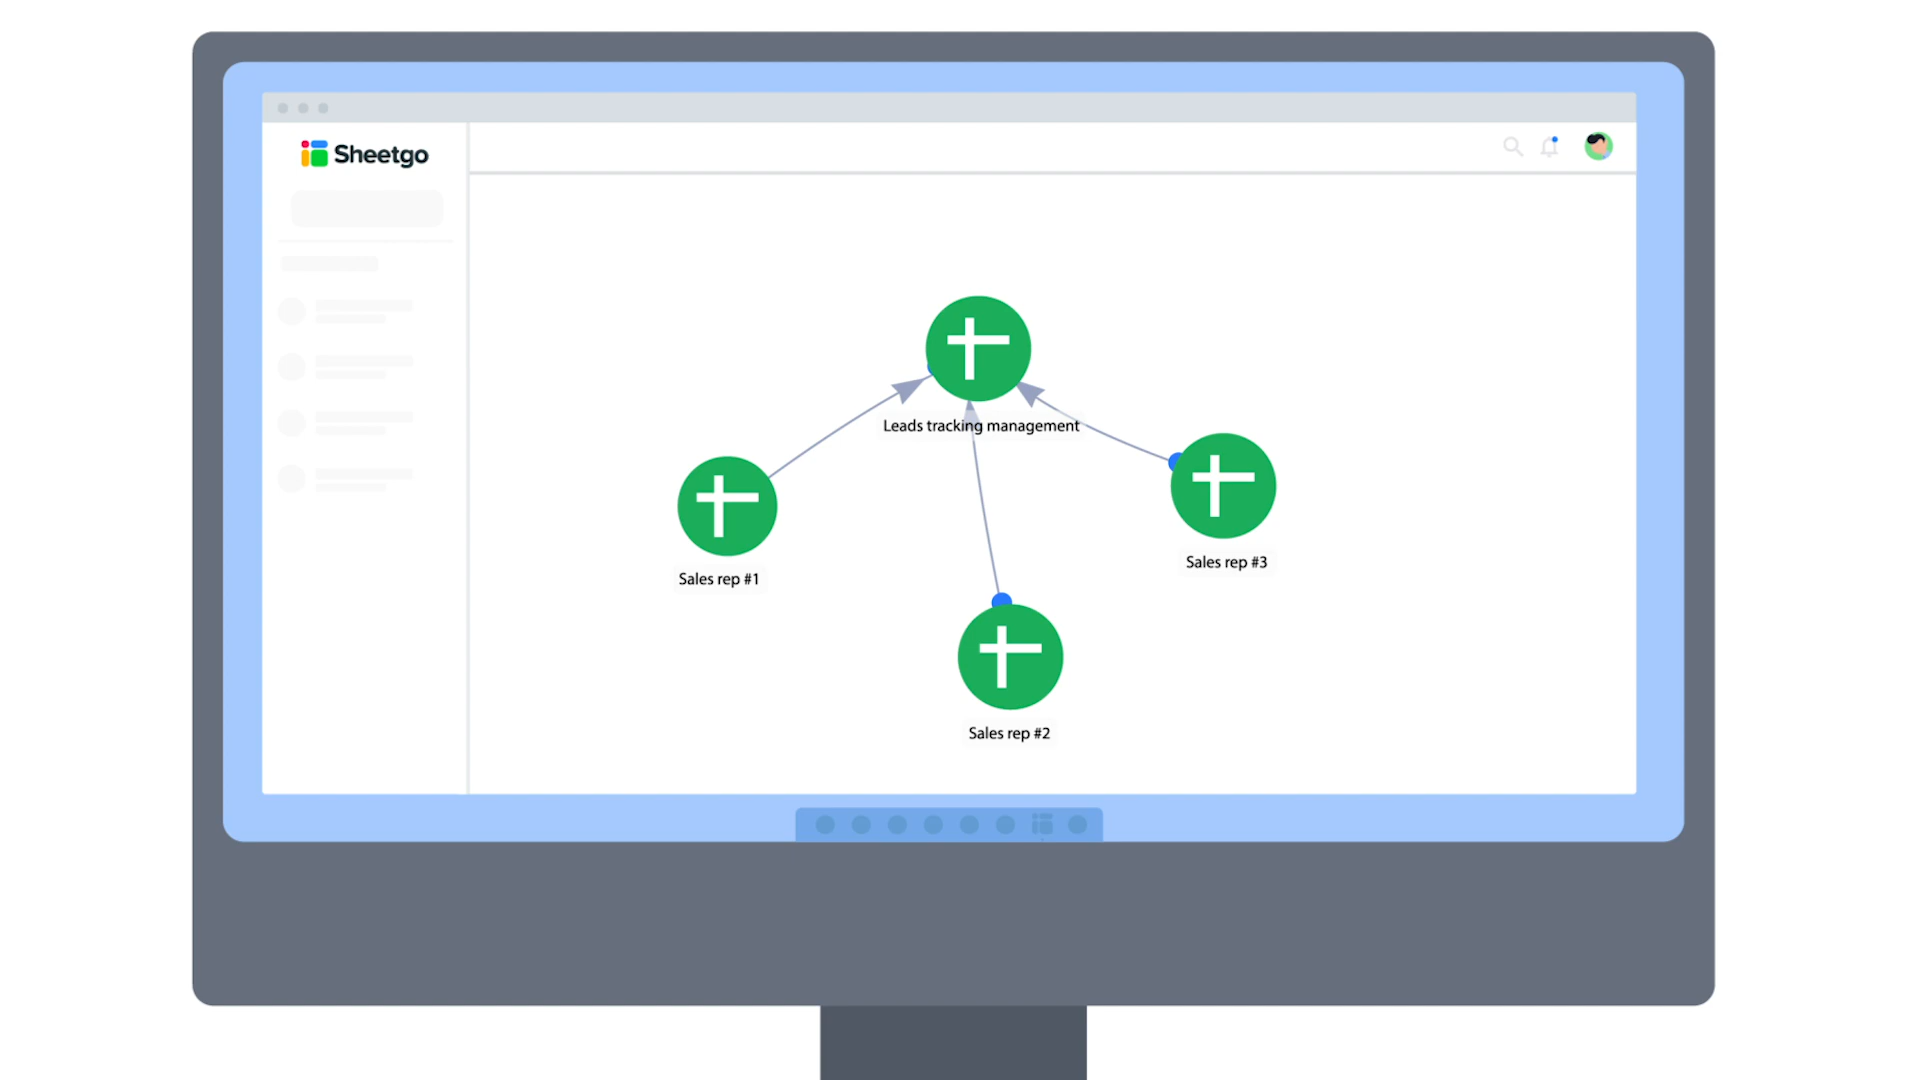 Sheetgo
Leads tracking management
Sales rep #1
Sales rep #3
Sales rep #2